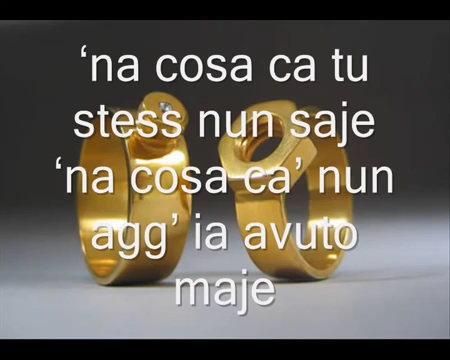 ‘na cosa ca tu
stess nun saje
‘na cosa ca’ nun
agg’ ia avuto
maje